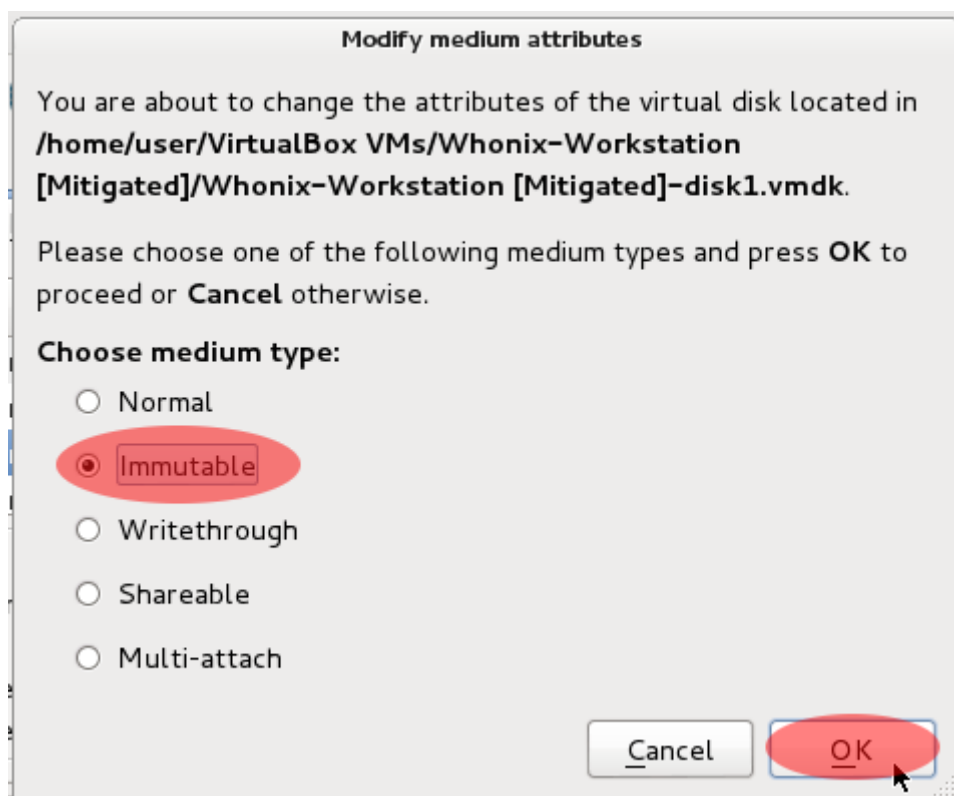 Modify medium attributes
You are about to change the attributes of the virtual disk located in
/home/user/VirtualBox VMs/Whonix-Workstation
[Mitigated]/Whonix-Workstation [Mitigated]-disk1.vmdk.
Please choose one of the following medium types and press OK to
proceed or Cancel otherwise.
Choose medium type:
Normal
Immutable
Writethrough
Shareable
Multi-attach
Cancel
OK